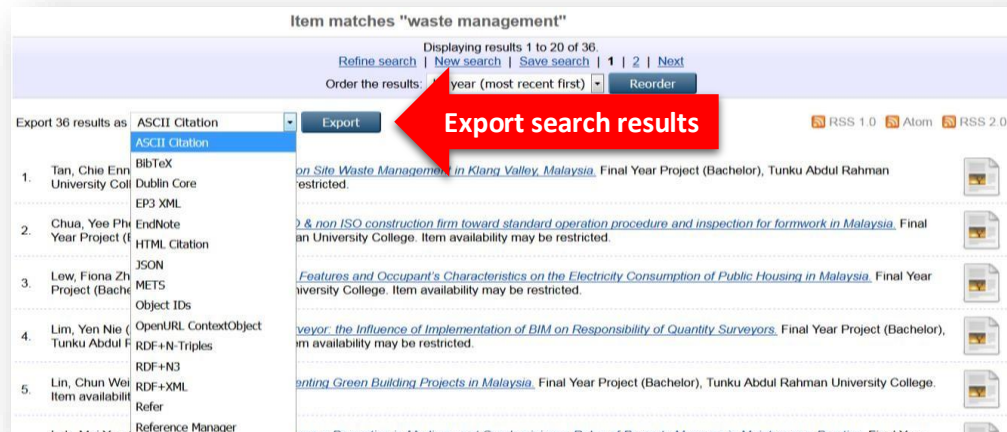 Item matches "waste management"
Displaying results 1 to 20 of 36.
Refine search | New search | Save search | 1 | 2 | Next
Order the results: year (most recent first) Reorder
Export 36 results as ASCII Citation Export
Export search results
RSS 1.0 Atom RSS 2.0
ASCII Citation
BibTeX
Dublin Core
EP3 XML
EndNote
HTML Citation
JSON
METS
Object IDs
OpenURL ContextObject
RDF+N-Triples
RDF+N3
RDF+XML
Refer
Reference Manager
1. Tan, Chie Enn on Site Waste Management in Klang Valley, Malaysia. Final Year Project (Bachelor), Tunku Abdul Rahman
University Coll restricted.
2. Chua, Yee Ph & non ISO construction firm toward standard operation procedure and inspection for formwork in Malaysia. Final
Year Project ( an University College. Item availability may be restricted.
3. Lew, Fiona Zh Features and Occupant's Characteristics on the Electricity Consumption of Public Housing in Malaysia. Final Year
Project (Bache niversity College. Item availability may be restricted.
4. Lim, Yen Nie ( rveyor: the Influence of Implementation of BIM on Responsibility of Quantity Surveyors. Final Year Project (Bachelor),
Tunku Abdul m availability may be restricted.
5. Lin, Chun Wei enting Green Building Projects in Malaysia. Final Year Project (Bachelor), Tunku Abdul Rahman University College.
Item availabilit